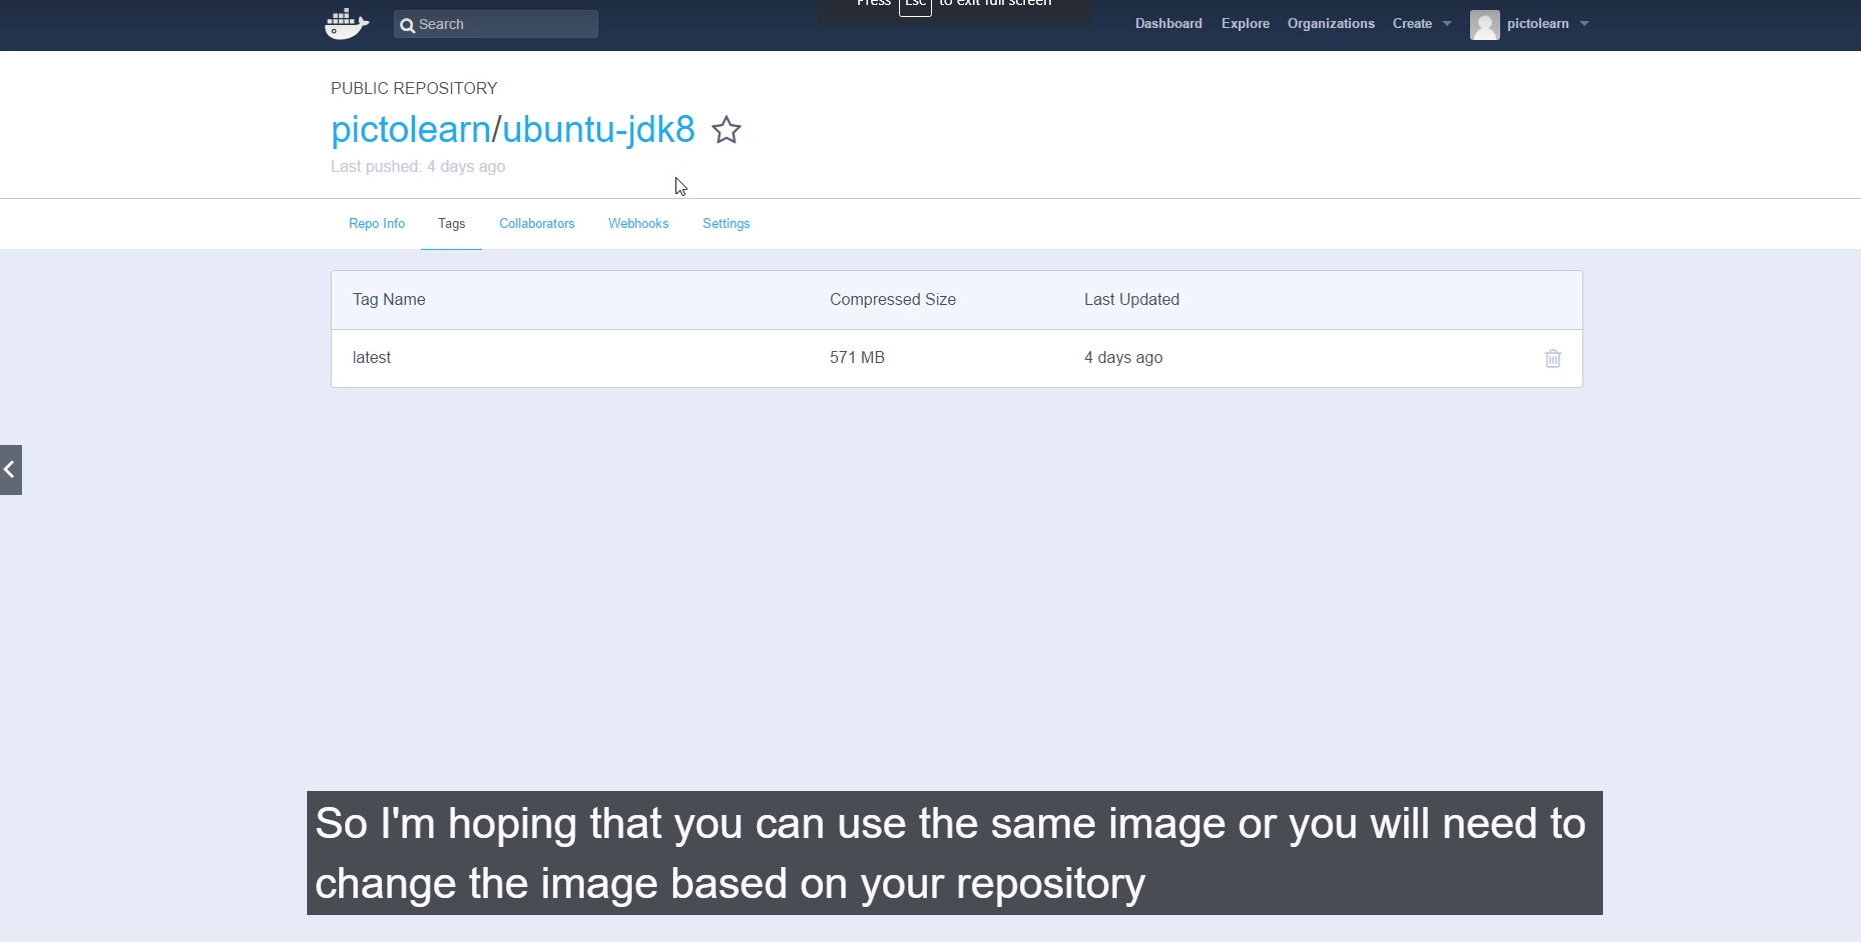 Press Esc to exit full screen
Search
Dashboard Explore Organizations Create pictolearn
PUBLIC REPOSITORY
pictolearn/ubuntu-jdk8
Last pushed: 4 days ago
Repo Info Tags Collaborators Webhooks Settings
Tag Name Compressed Size Last Updated
latest 571 MB 4 days ago
So I'm hoping that you can use the same image or you will need to
change the image based on your repository